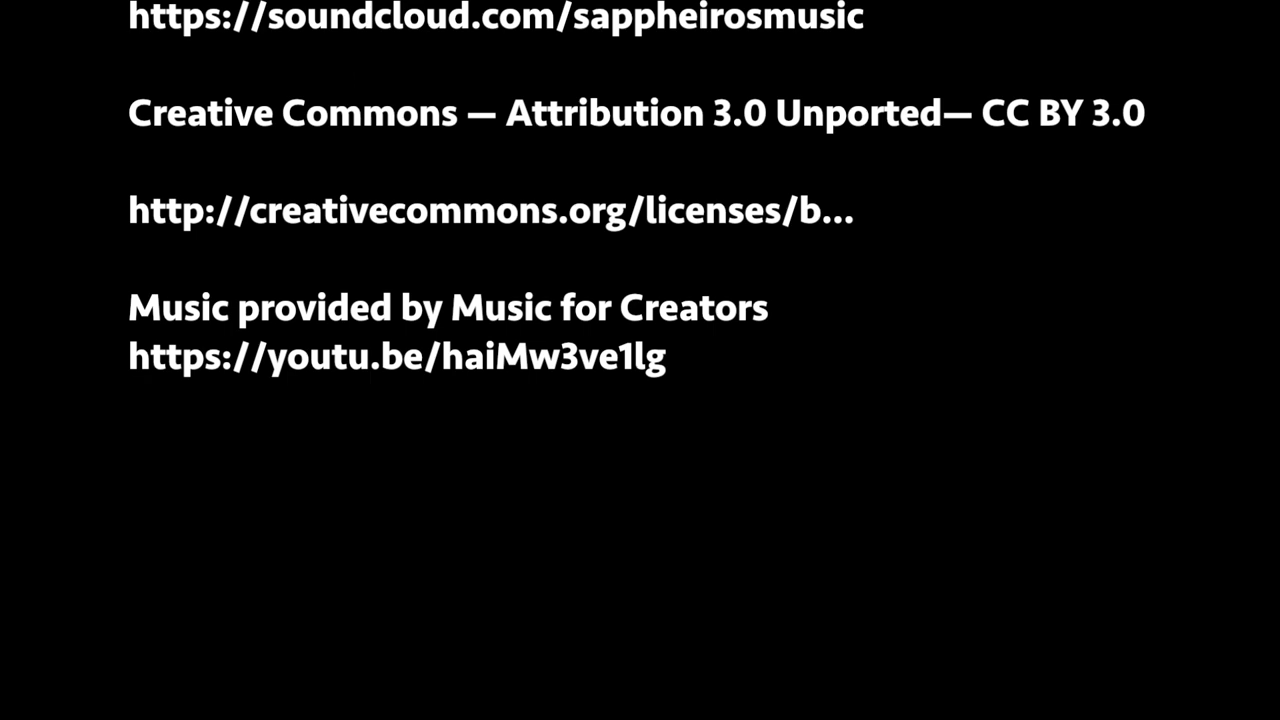 https://soundcloud.com/sappheirosmusic
Creative Commons — Attribution 3.0 Unported— CC BY 3.0
http://creativecommons.org/licenses/b...
Music provided by Music for Creators
https://youtu.be/haiMw3ve1lg